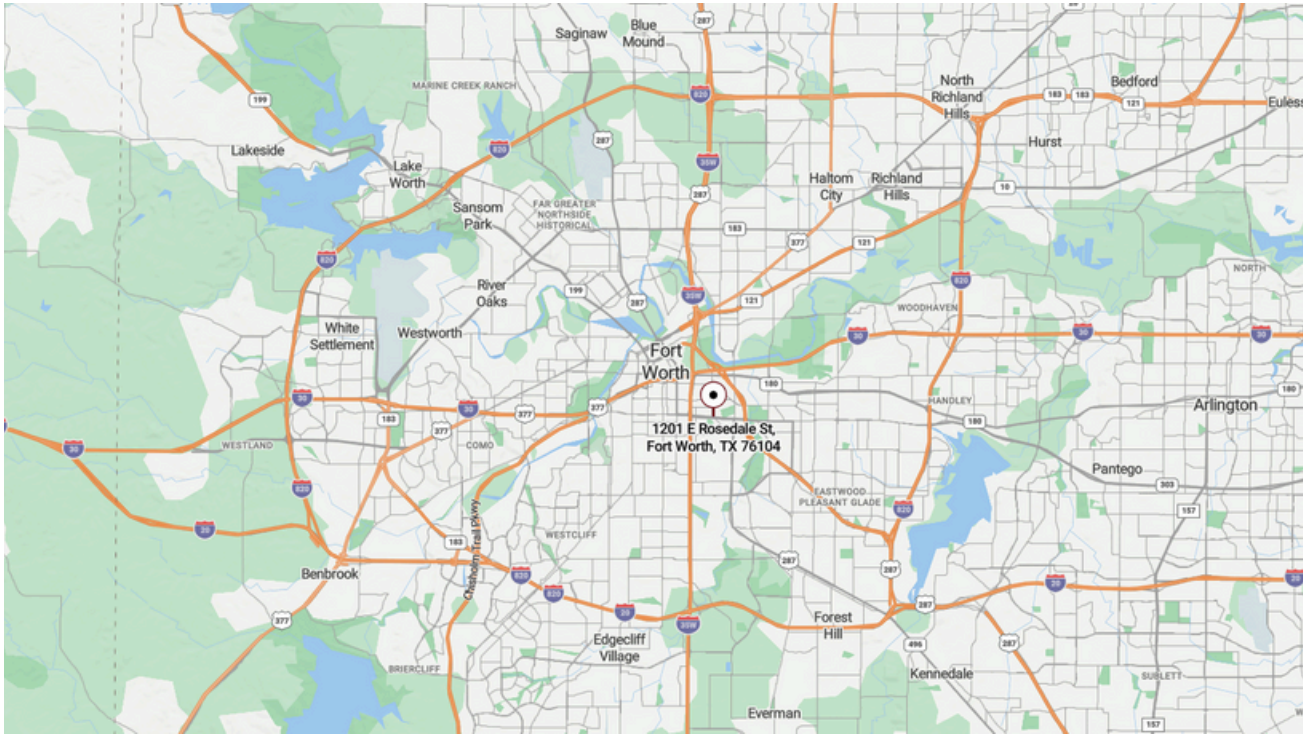 287
26
Saginaw
Blue
Mound
MARINE CREEK RANCH
199
820
North
Richland
Hills
183
183
Bedford
121
Euless
Lakeside
820
287
35W
Hurst
Lake
Worth
Haltom
City
Richland
Hills
10
287
Sansom
Park
FAR GREATER
NORTHSIDE
HISTORICAL
183
377
121
820
NORTH
820
River
Oaks
199
287
35W
121
WOODHAVEN
White
Settlement
Westworth
30
30
30
Fort
Worth
180
180
30
30
377
377
183
377
HANDLEY
180
Arlington
1201 E Rosedale St,
Fort Worth, TX 76104
30
WESTLAND
COMO
Pantego
303
820
EASTWOOD
PLEASANT GLADE
820
157
20
183
Chisholm Trail Pkwy
WESTCLIFF
287
287
Benbrook
820
820
20
20
20
287
377
35W
Forest
Hill
Edgecliff
Village
496
287
BRIERCLIFF
Kennedale
SUBLETT
Everman
157